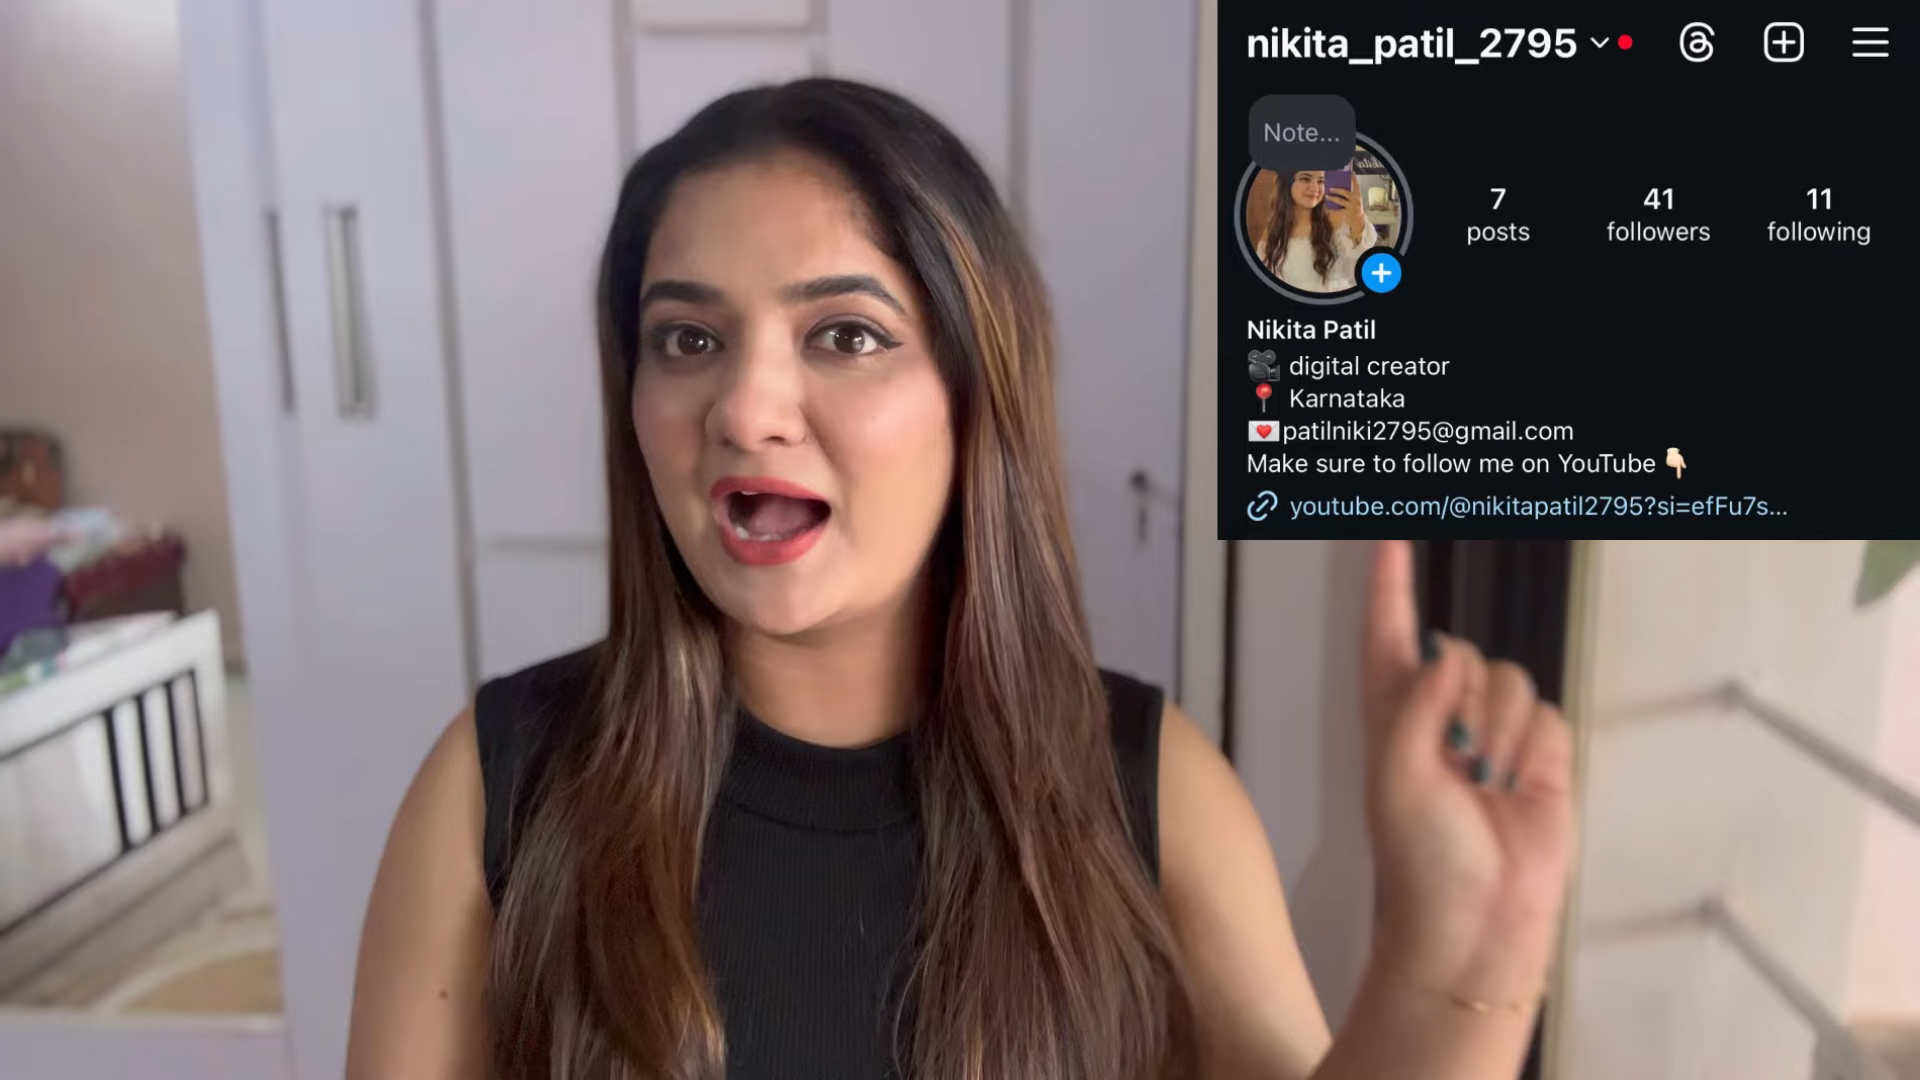 nikita_patil_2795
Note...
7 posts
41 followers
11 following
Nikita Patil
🎥 digital creator
📍 Karnataka
💌patilniki2795@gmail.com
Make sure to follow me on YouTube 👇🏻
youtube.com/@nikitapatil2795?si=efFu7s...